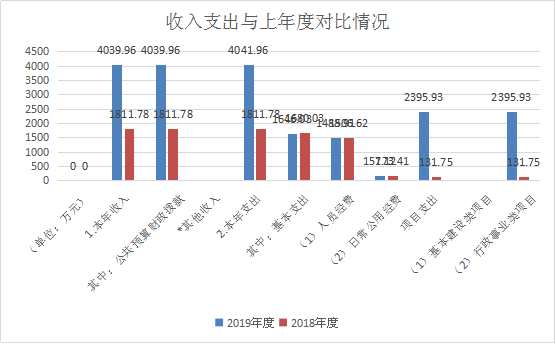 收入支出与上年度对比情况
4500
4000
3500
3000
2500
2000
1500
1000
500
0
0 0
4039.96
1811.78
4039.96
1811.78
4041.96
1811.78
2395.93
131.75
2395.93
131.75
（单位：万元）
1.本年收入
其中：公共预算财政拨款
*其他收入
2.本年支出
其中：基本支出
（1）人员经费
（2）日常公用经费
项目支出
（1）基本建设类项目
（2）行政事业类项目
2019年度 2018年度